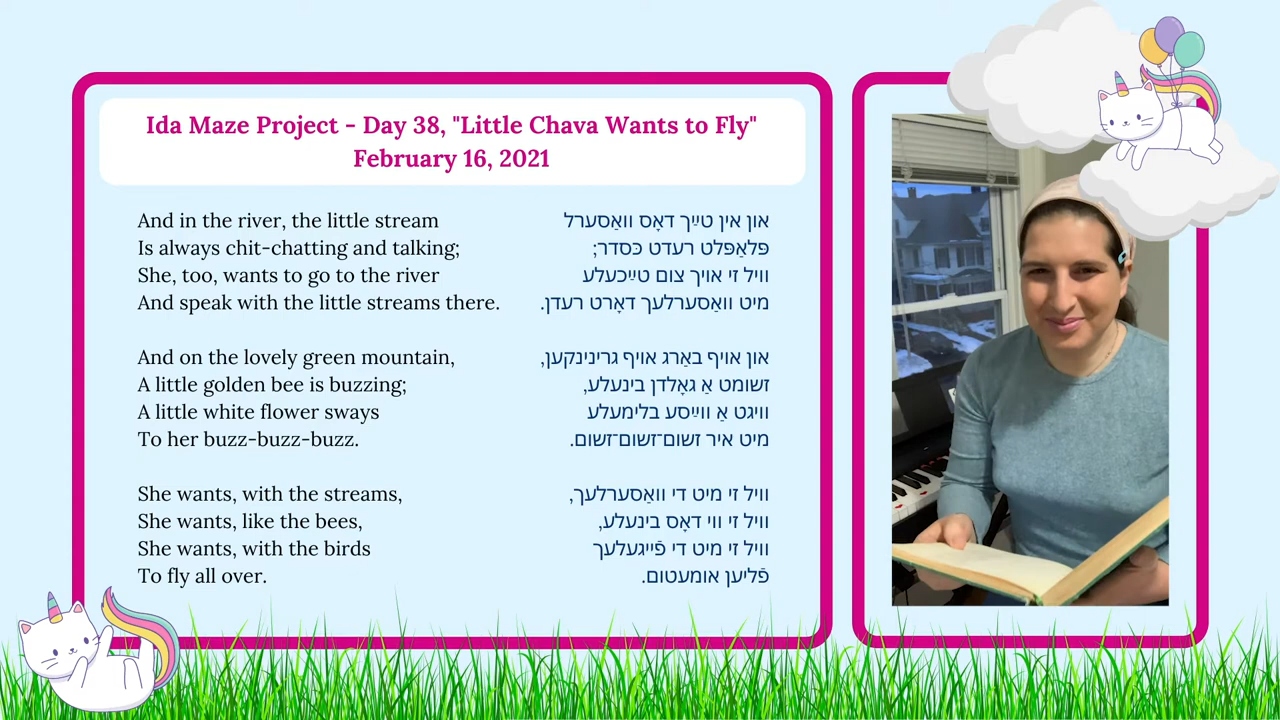 Ida Maze Project - Day 38, "Little Chava Wants to Fly"
February 16, 2021
And in the river, the little stream
Is always chit-chatting and talking;
She, too, wants to go to the river
And speak with the little streams there.
And on the lovely green mountain,
A little golden bee is buzzing;
A little white flower sways
To her buzz-buzz-buzz.
She wants, with the streams,
She wants, like the bees,
She wants, with the birds
To fly all over.
און אין טײַך דאָס וואַסערל
פּלאַפּלט רעדט כּסדר;
וויל זי אויך צום טײַכעלע
מיט וואַסערלעך דאָרט רעדן.
און אויף באַרג אויף גרינינקען,
זשומט אַ גאָלדן בינעלע,
וויגט אַ ווײַסע בלימעלע
מיט איר זשום־זשום־זשום.
וויל זי מיט די וואַסערלעך,
וויל זי ווי דאָס בינעלע,
וויל זי מיט די פֿייגעלעך
פֿליִען אומעטום.